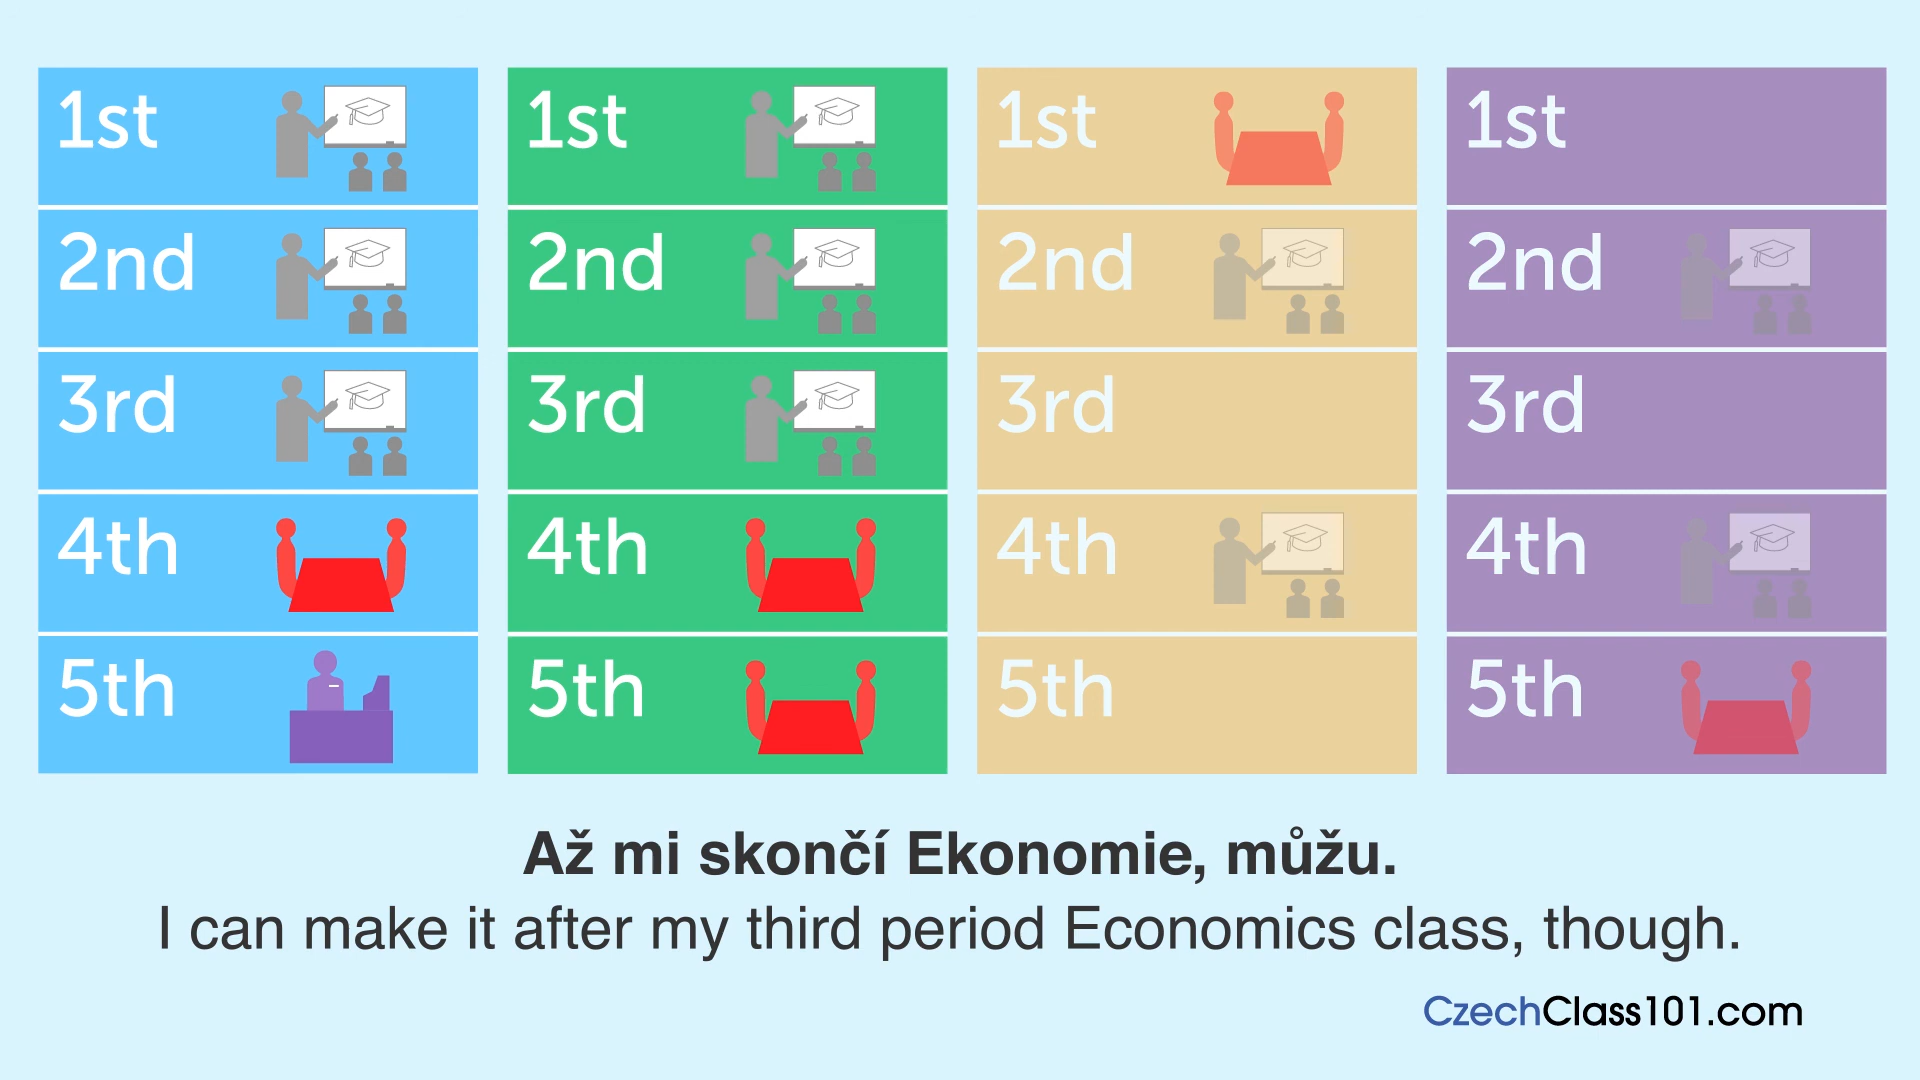 1st
2nd
3rd
4th
5th
1st
2nd
3rd
4th
5th
1st
2nd
3rd
4th
5th
1st
2nd
3rd
4th
5th
Až mi skončí Ekonomie, můžu.
I can make it after my third period Economics class, though.
CzechClass101.com